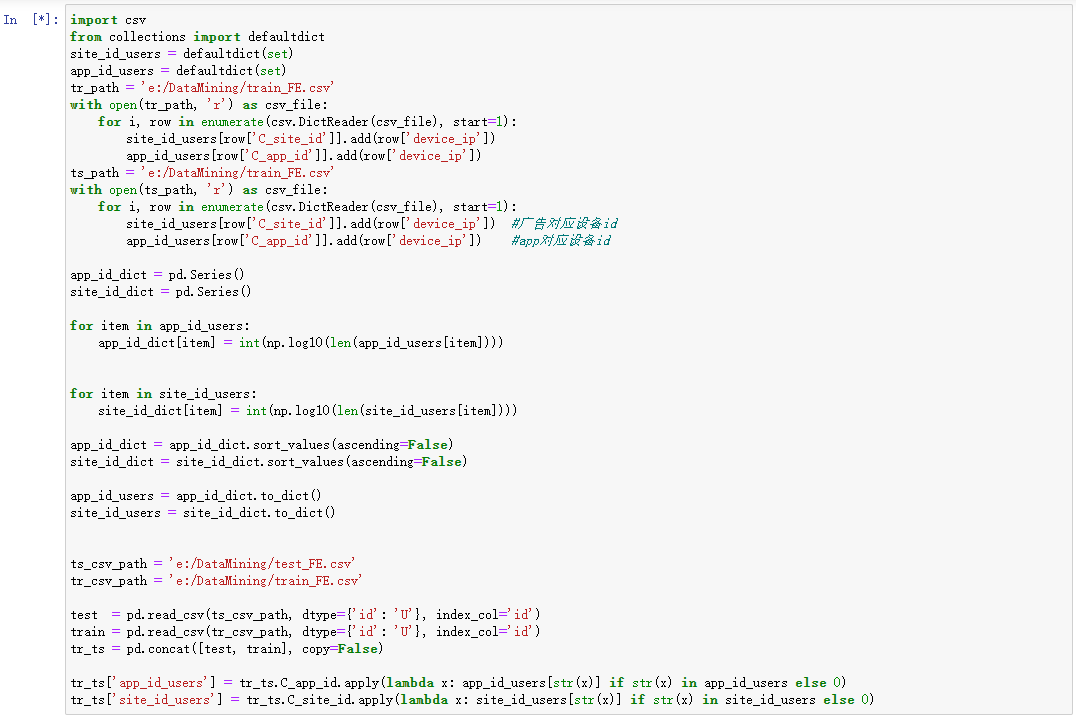 In [*]:
import csv
from collections import defaultdict
site_id_users = defaultdict(set)
app_id_users = defaultdict(set)
tr_path = 'e:/DataMining/train_FE.csv'
with open(tr_path, 'r') as csv_file:
    for i, row in enumerate(csv.DictReader(csv_file), start=1):
        site_id_users[row['C_site_id']].add(row['device_ip'])
        app_id_users[row['C_app_id']].add(row['device_ip'])
ts_path = 'e:/DataMining/train_FE.csv'
with open(ts_path, 'r') as csv_file:
    for i, row in enumerate(csv.DictReader(csv_file), start=1):
        site_id_users[row['C_site_id']].add(row['device_ip'])  #广告对应设备id
        app_id_users[row['C_app_id']].add(row['device_ip'])    #app对应设备id
app_id_dict = pd.Series()
site_id_dict = pd.Series()
for item in app_id_users:
    app_id_dict[item] = int(np.log10(len(app_id_users[item])))
for item in site_id_users:
    site_id_dict[item] = int(np.log10(len(site_id_users[item])))
app_id_dict = app_id_dict.sort_values(ascending=False)
site_id_dict = site_id_dict.sort_values(ascending=False)
app_id_users = app_id_dict.to_dict()
site_id_users = site_id_dict.to_dict()
ts_csv_path = 'e:/DataMining/test_FE.csv'
tr_csv_path = 'e:/DataMining/train_FE.csv'
test  = pd.read_csv(ts_csv_path, dtype={'id': 'U'}, index_col='id')
train = pd.read_csv(tr_csv_path, dtype={'id': 'U'}, index_col='id')
tr_ts = pd.concat([test, train], copy=False)
tr_ts['app_id_users'] = tr_ts.C_app_id.apply(lambda x: app_id_users[str(x)] if str(x) in app_id_users else 0)
tr_ts['site_id_users'] = tr_ts.C_site_id.apply(lambda x: site_id_users[str(x)] if str(x) in site_id_users else 0)